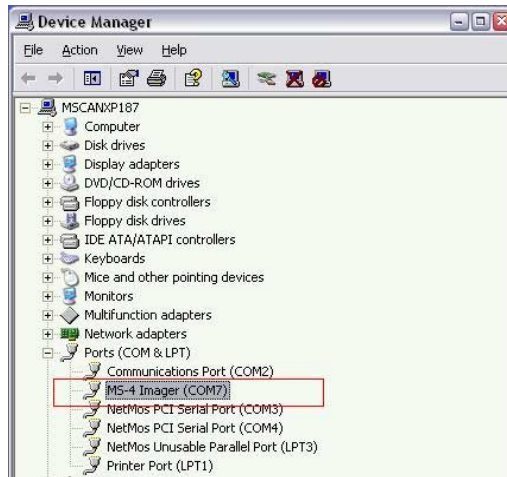 Device Manager
File Action View Help
MSCANXP187
Computer
Disk drives
Display adapters
DVD/CD-ROM drives
Floppy disk controllers
Floppy disk drives
IDE ATA/ATAPI controllers
Keyboards
Mice and other pointing devices
Monitors
Multifunction adapters
Network adapters
Ports (COM & LPT)
Communications Port (COM2)
MS-4 Imager (COM7)
NetMos PCI Serial Port (COM3)
NetMos PCI Serial Port (COM4)
NetMos Unusable Parallel Port (LPT3)
Printer Port (LPT1)